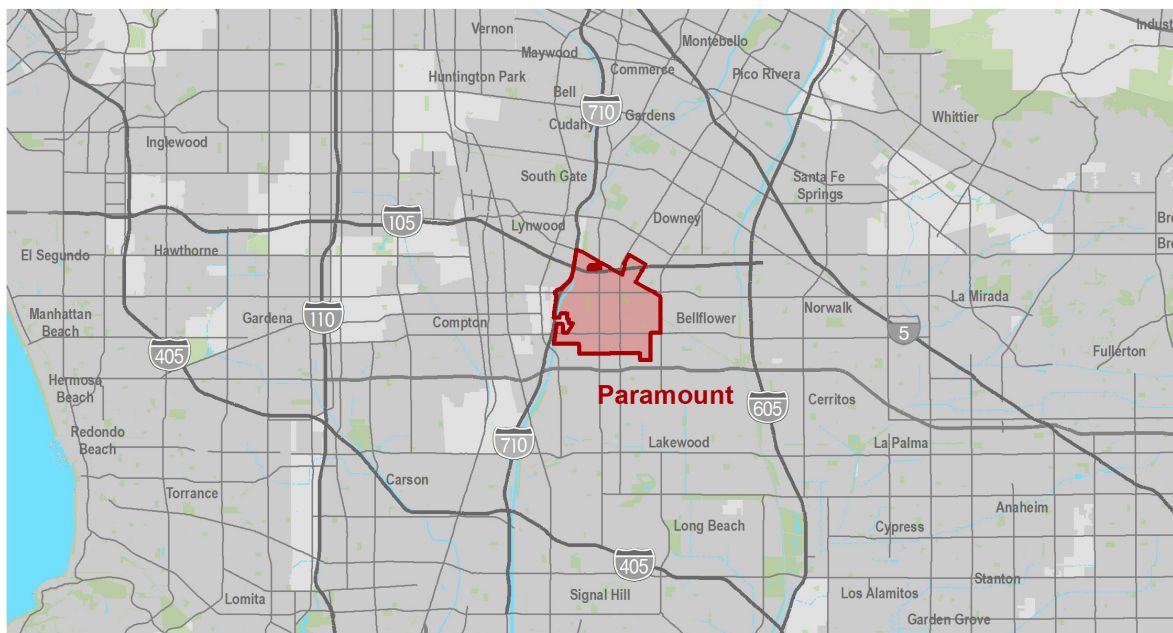 Vernon
Montebello
Indust
Maywood
Commerce
Pico Rivera
Huntington Park
Bell
Gardens
710
Cudahy
Whittier
Inglewood
South Gate
Santa Fe
Springs
105
Lynwood
Downey
Bre
Bre
El Segundo
Hawthorne
La Mirada
Manhattan
Beach
Gardena
110
Compton
Bellflower
Norwalk
5
405
Fullerton
Hermosa
Beach
Paramount
605
Cerritos
Redondo
Beach
710
Lakewood
La Palma
Carson
Torrance
Long Beach
Cypress
Anaheim
405
Stanton
Lomita
Signal Hill
Los Alamitos
Garden Grove